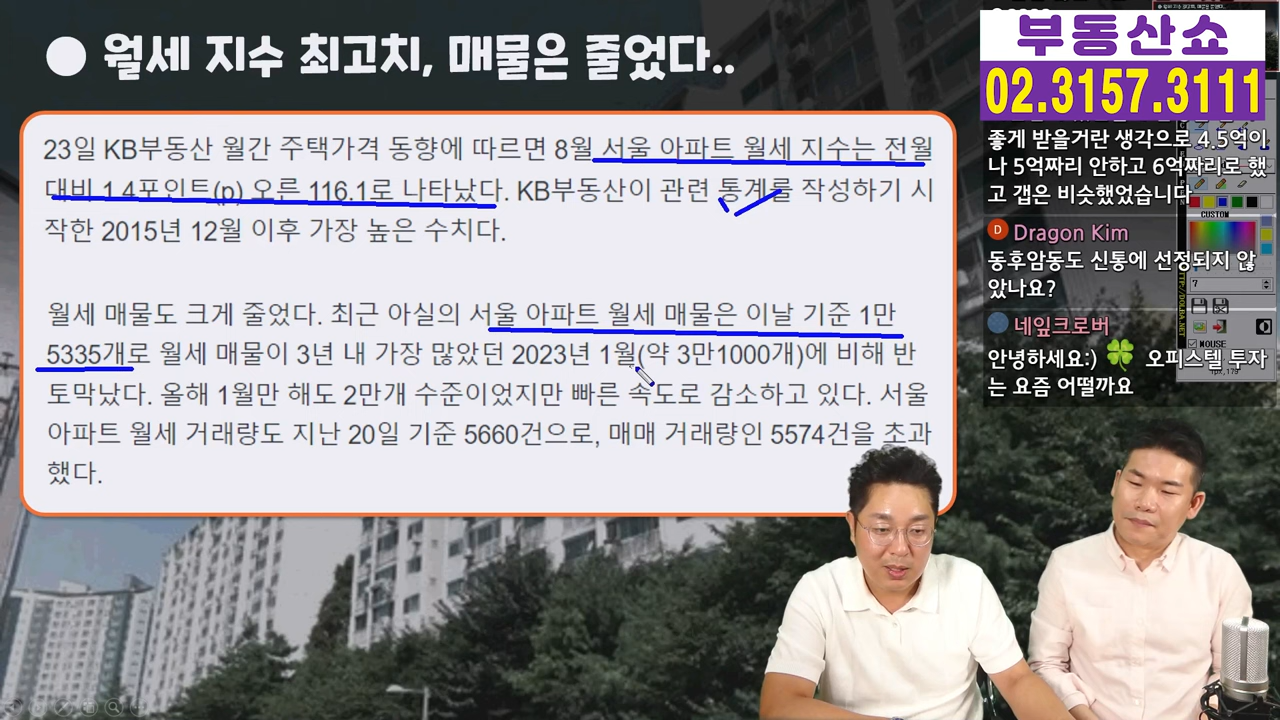 ● 월세 지수 최고치, 매물은 줄었다..
23일 KB부동산 월간 주택가격 동향에 따르면 8월 서울 아파트 월세 지수는 전월
대비 1.4포인트(p) 오른 116.1로 나타났다. KB부동산이 관련 통계를 작성하기 시
작한 2015년 12월 이후 가장 높은 수치다.
월세 매물도 크게 줄었다. 최근 아실의 서울 아파트 월세 매물은 이날 기준 1만
5335개로 월세 매물이 3년 내 가장 많았던 2023년 1월(약 3만1000개)에 비해 반
토막났다. 올해 1월만 해도 2만개 수준이었지만 빠른 속도로 감소하고 있다. 서울
아파트 월세 거래량도 지난 20일 기준 5660건으로, 매매 거래량인 5574건을 초과
했다.
부동산쇼
02.3157.3111
좋게 받을거란 생각으로 4.5억이
나 5억짜리 안하고 6억짜리로 했
고 갭은 비슷했었습니다
D Dragon Kim
동후암동도 신통에 선정되지 않
았나요?
네잎크로버
안녕하세요:) 🍀 오피스텔 투자
는 요즘 어떨까요
CUSTOM
7
MOUSE